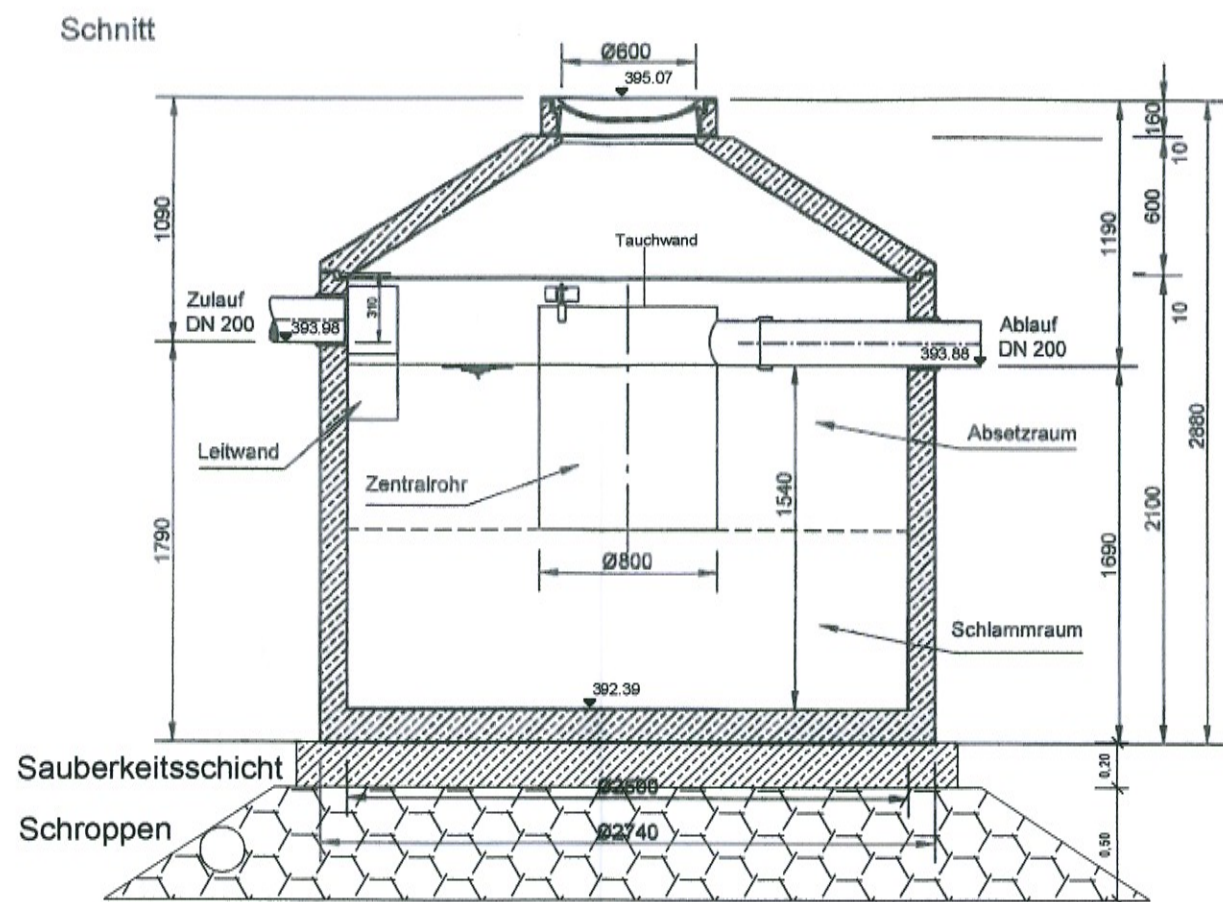 Schnitt
Ø600
395.07
160
10
1090
600
1190
Tauchwand
Zulauf
DN 200
393.98
310
10
Ablauf
DN 200
393.88
2880
Leitwand
Absetzraum
Zentralrohr
1540
2100
1790
1690
Ø800
Schlammraum
392.39
Sauberkeitsschicht
0,20
Ø2500
Schroppen
Ø2740
0,50